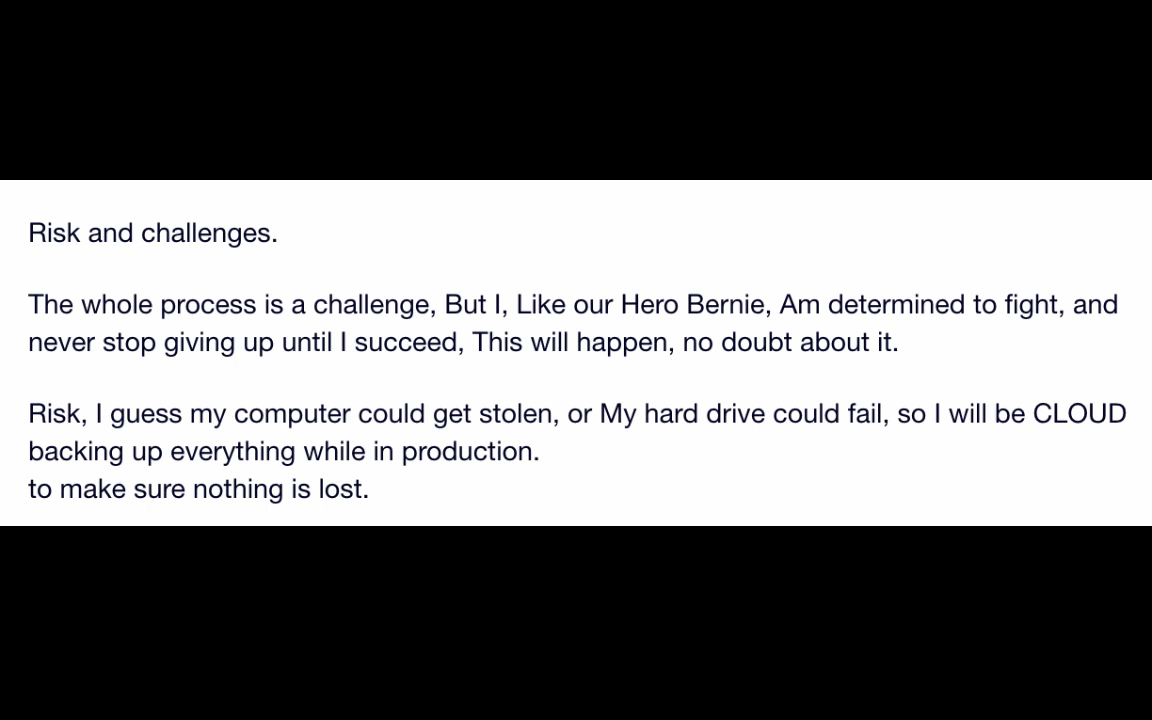 Risk and challenges.
The whole process is a challenge, But I, Like our Hero Bernie, Am determined to fight, and
never stop giving up until I succeed, This will happen, no doubt about it.
Risk, I guess my computer could get stolen, or My hard drive could fail, so I will be CLOUD
backing up everything while in production.
to make sure nothing is lost.